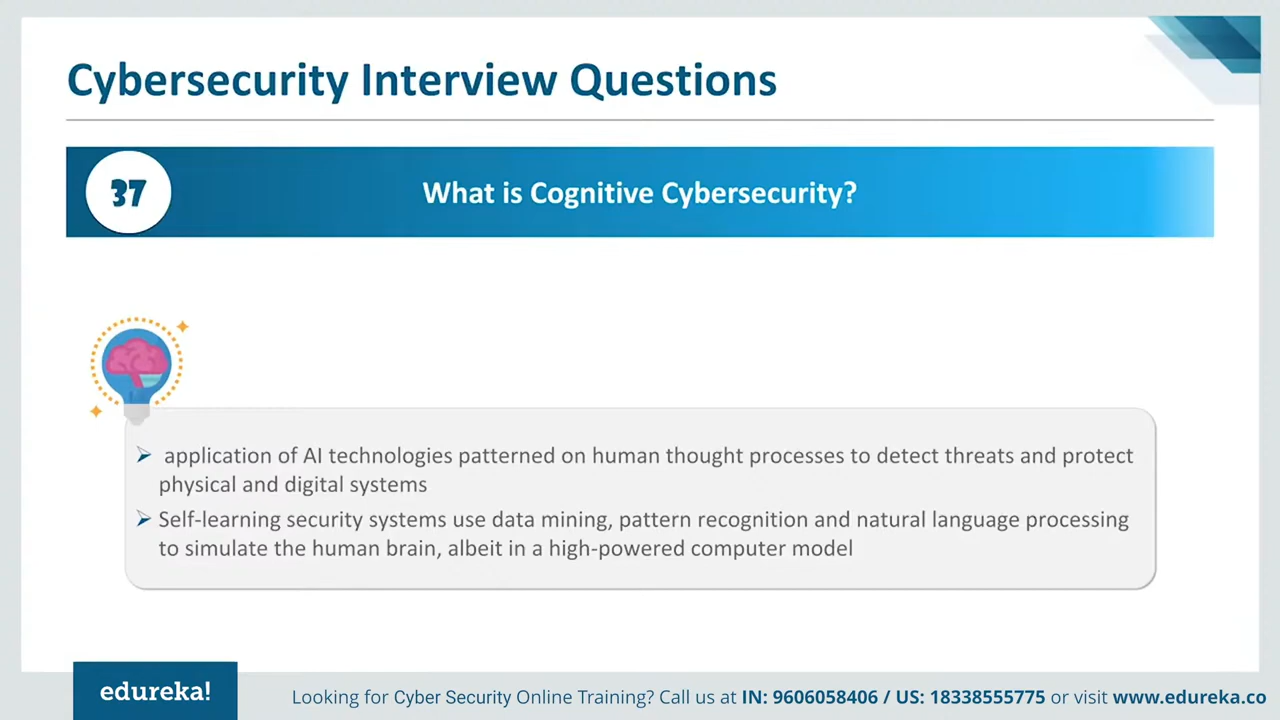 Cybersecurity Interview Questions
37
What is Cognitive Cybersecurity?
application of AI technologies patterned on human thought processes to detect threats and protect
physical and digital systems
Self-learning security systems use data mining, pattern recognition and natural language processing
to simulate the human brain, albeit in a high-powered computer model
edureka!
Looking for Cyber Security Online Training? Call us at IN: 9606058406 / US: 18338555775 or visit www.edureka.co